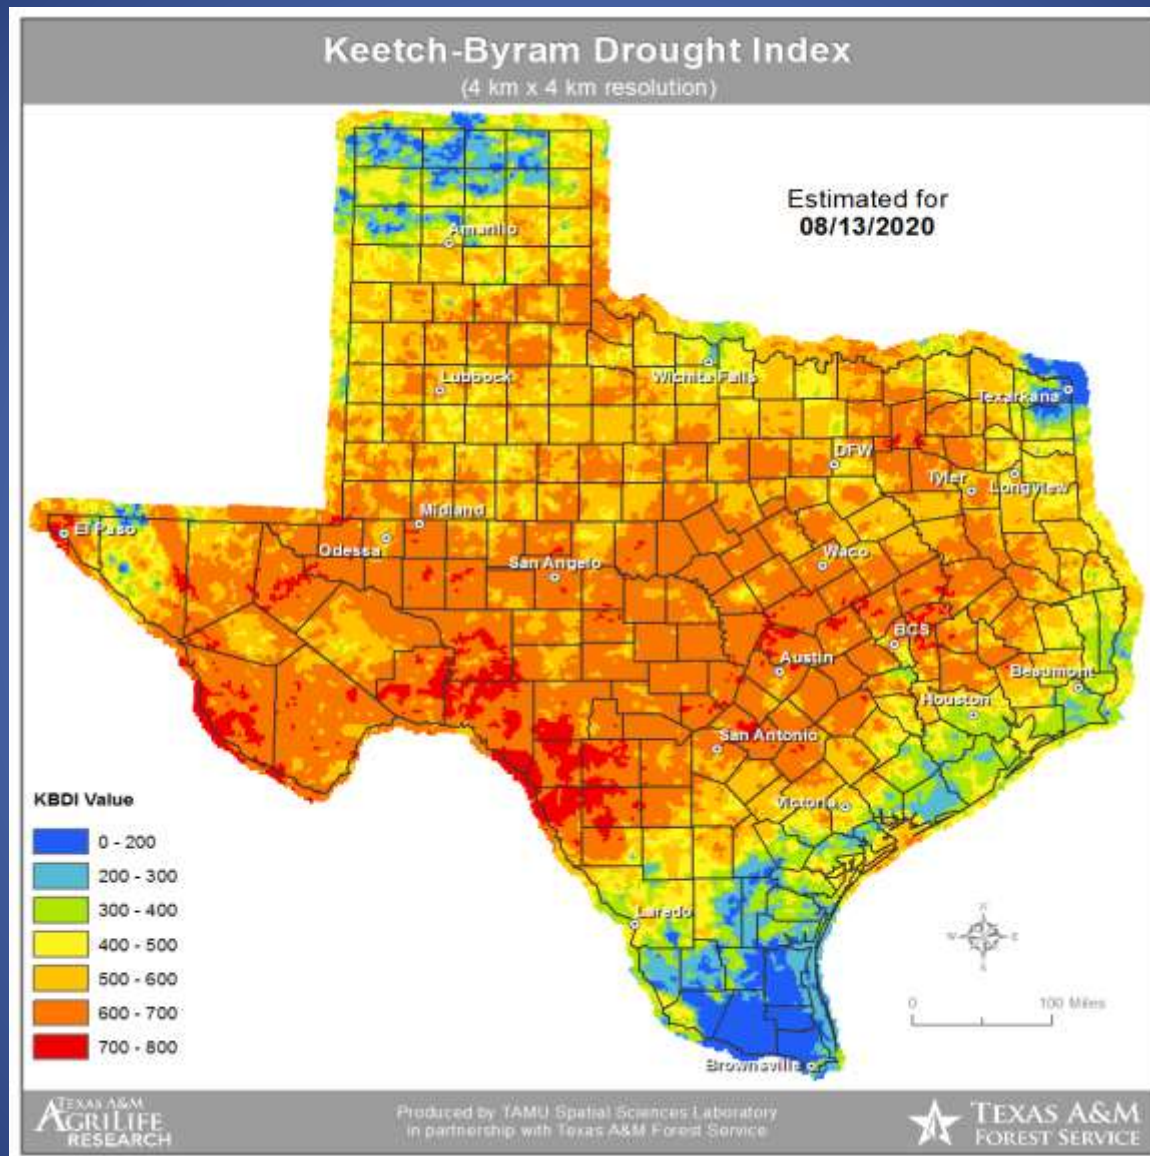 Keetch-Byram Drought Index
(4 km x 4 km resolution)
Estimated for
08/13/2020
Amarillo
Lubbock
Wichita Falls
Texarkana
DFW
Tyler
Longview
El Paso
Midland
Odessa
San Angelo
Waco
BCS
Austin
Beaumont
Houston
San Antonio
Victoria
Laredo
Brownsville
KBDI Value
0 - 200
200 - 300
300 - 400
400 - 500
500 - 600
600 - 700
700 - 800
N
W
E
S
0
100 Miles
TEXAS A&M
AGRILIFE
RESEARCH
Produced by TAMU Spatial Sciences Laboratory
in partnership with Texas A&M Forest Service
TEXAS A&M
FOREST SERVICE